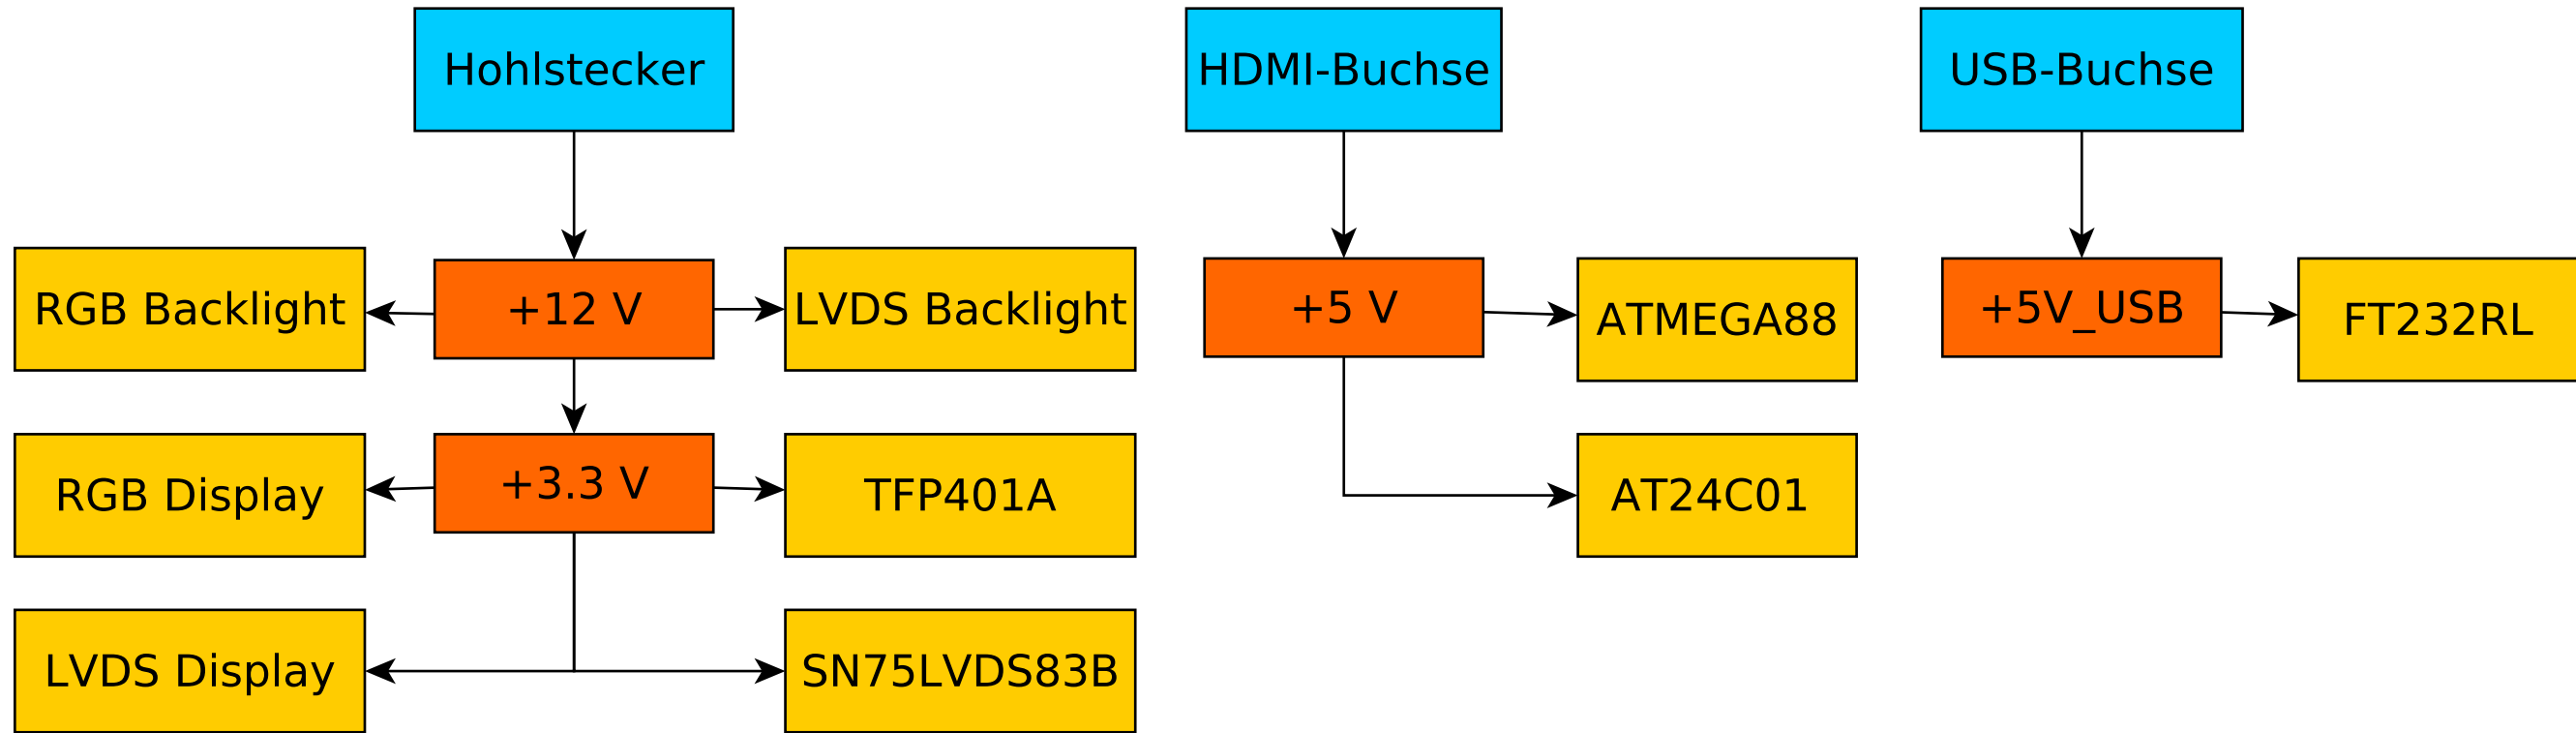 Hohlstecker
HDMI-Buchse
USB-Buchse
RGB Backlight
+12 V
LVDS Backlight
+5 V
ATMEGA88
+5V_USB
FT232RL
RGB Display
+3.3 V
TFP401A
AT24C01
LVDS Display
SN75LVDS83B